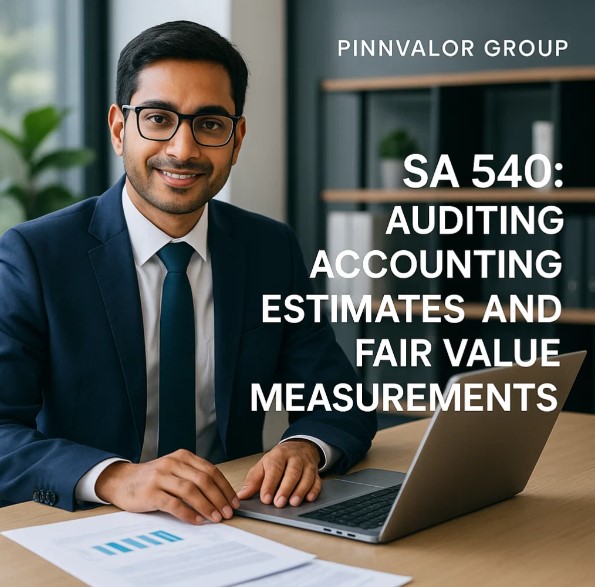 PINNVALOR GROUP
SA 540:
AUDITING
ACCOUNTING
ESTIMATES AND
FAIR VALUE
MEASUREMENTS